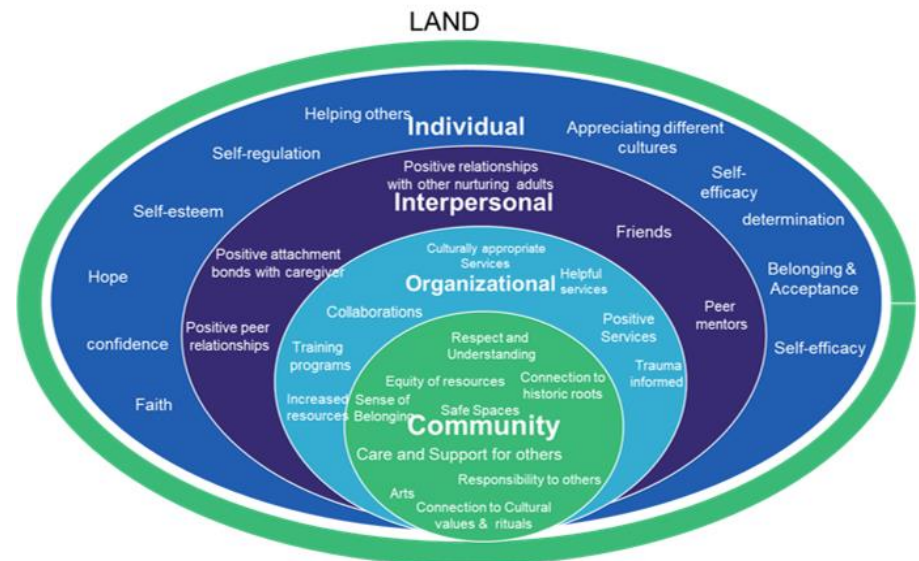 LAND
Helping others
Individual
Appreciating different
cultures
Self-regulation
Positive relationships
with other nurturing adults
Self-
efficacy
Interpersonal
Self-esteem
determination
Friends
Positive attachment
bonds with caregiver
Culturally appropriate
Services
Hope
Organizational
Helpful
services
Belonging &
Acceptance
Collaborations
Peer
mentors
confidence
Positive peer
relationships
Respect and
Understanding
Positive
Services
Self-efficacy
Training
programs
Trauma
informed
Equity of resources
Connection to
historic roots
Faith
Increased
resources
Sense of
Belonging
Safe Spaces
Community
Care and Support for others
Responsibility to others
Arts
Connection to Cultural
values & rituals